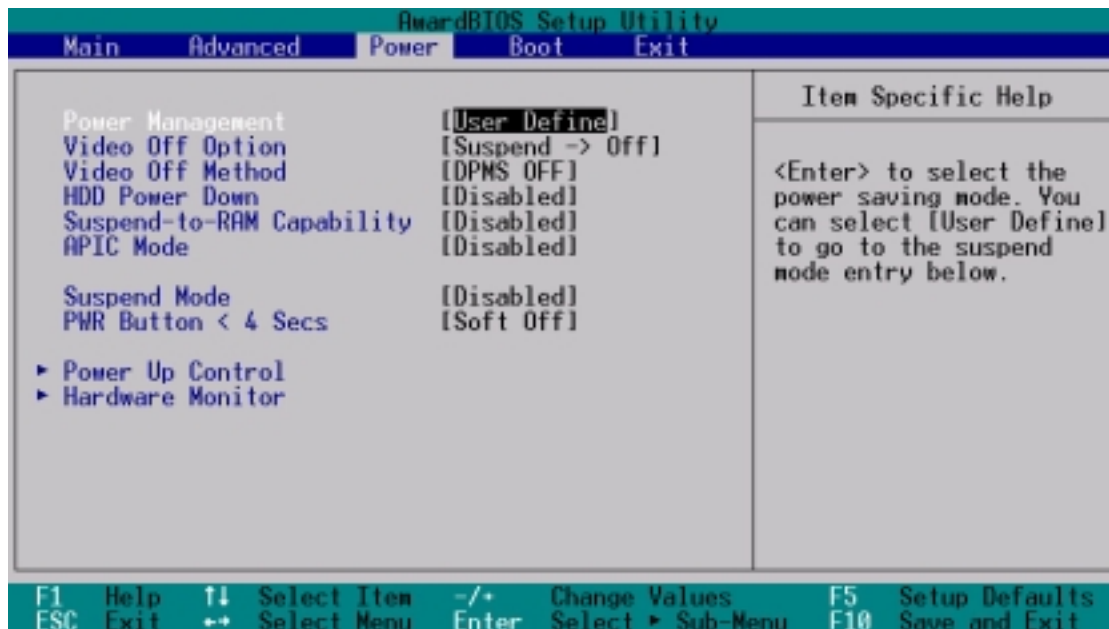 AwardBIOS Setup Utility
Main Advanced Power Boot Exit
Power Management [User Define]
Video Off Option [Suspend -> Off]
Video Off Method [DPMS OFF]
HDD Power Down [Disabled]
Suspend-to-RAM Capability [Disabled]
APIC Mode [Disabled]
Suspend Mode [Disabled]
PWR Button < 4 Secs [Soft Off]
▸ Power Up Control
▸ Hardware Monitor
Item Specific Help
<Enter> to select the
power saving mode. You
can select [User Define]
to go to the suspend
mode entry below.
F1 Help ↑↓ Select Item -/+ Change Values F5 Setup Defaults
ESC Exit ←→ Select Menu Enter Select ▸ Sub-Menu F10 Save and Exit